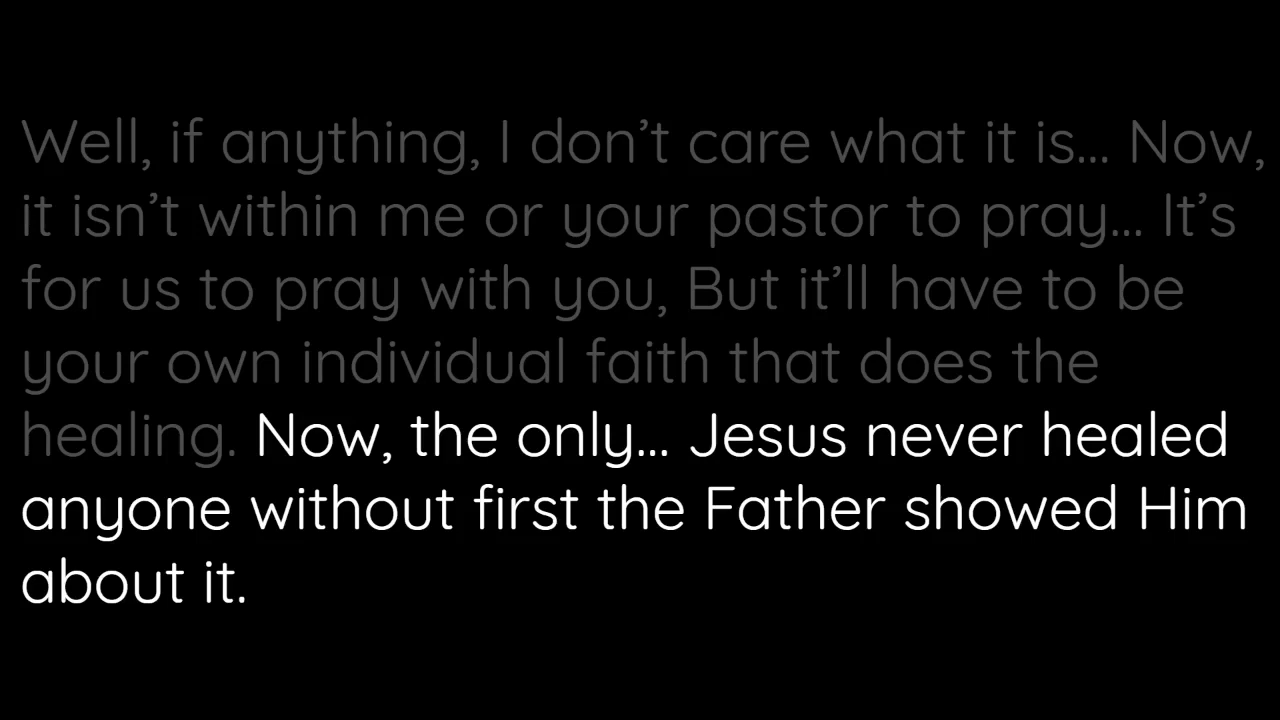 Well, if anything, I don’t care what it is... Now,
it isn’t within me or your pastor to pray... It’s
for us to pray with you, But it’ll have to be
your own individual faith that does the
healing. Now, the only... Jesus never healed
anyone without first the Father showed Him
about it.